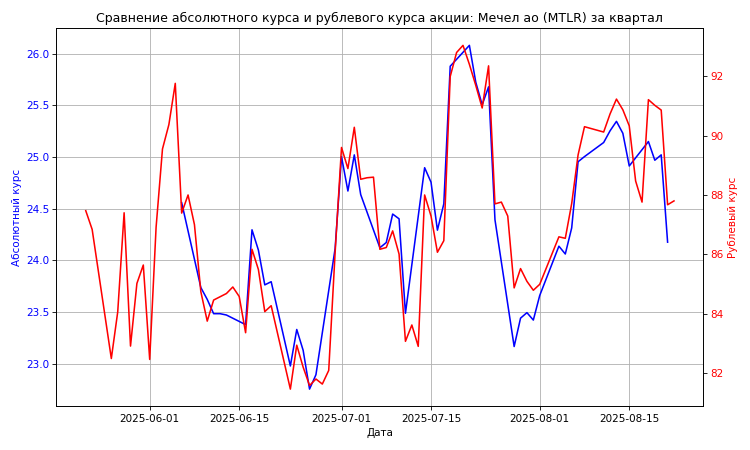 Сравнение абсолютного курса и рублевого курса акции: Мечел ао (MTLR) за квартал
Абсолютный курс
26.0
25.5
25.0
24.5
24.0
23.5
23.0
92
90
88
86
84
82
Рублевый курс
2025-06-01 2025-06-15 2025-07-01 2025-07-15 2025-08-01 2025-08-15
Дата